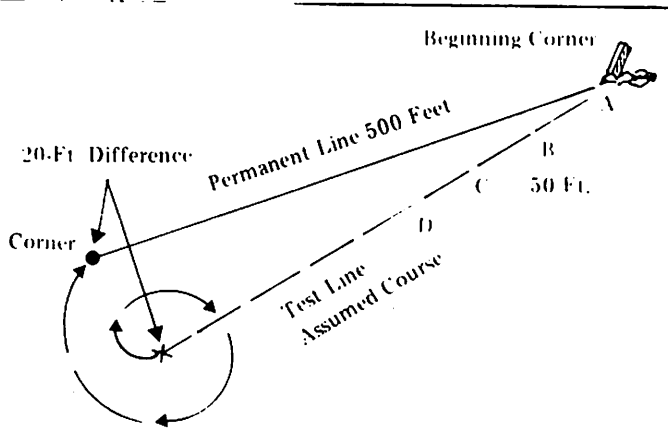 Beginning Corner
A
Permanent Line 500 Feet
20-Ft Difference
B
C 50 Ft.
Corner
D
Test Line
Assumed Course